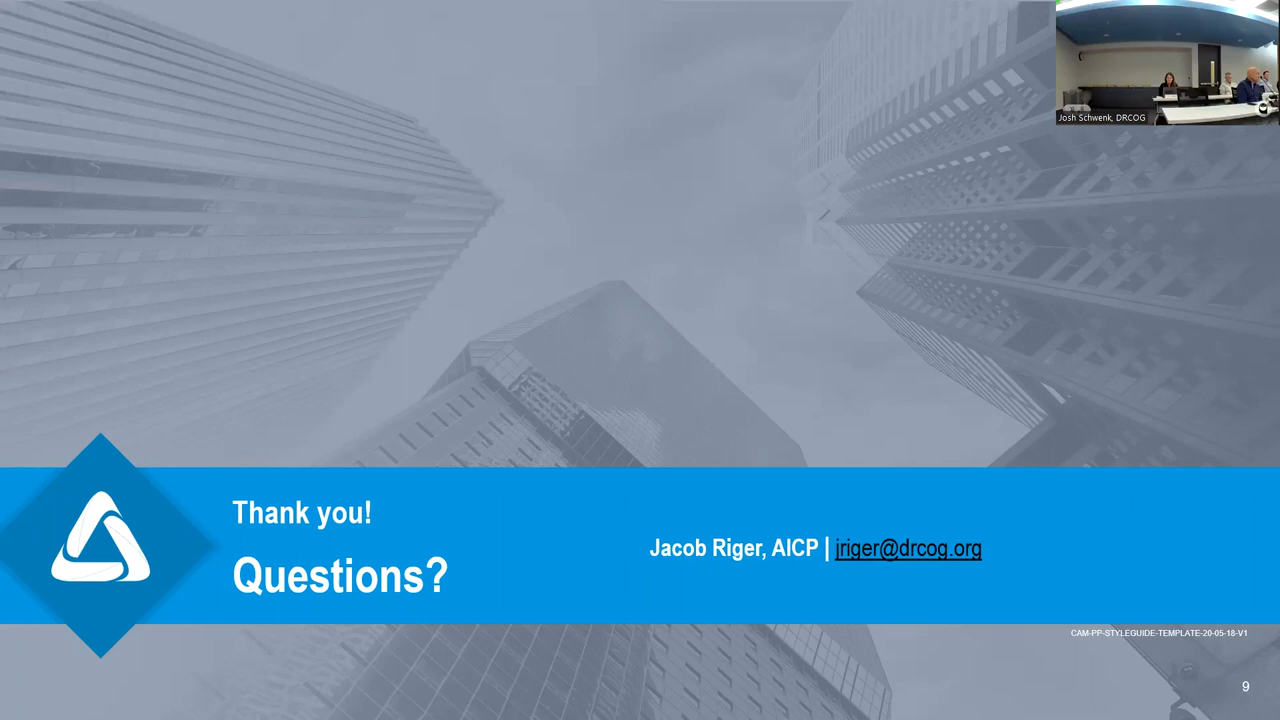 Josh Schwenk, DRCOG
Thank you!
Questions?
Jacob Riger, AICP | jriger@drcog.org
CAM-PP-STYLEGUIDE-TEMPLATE-20-05-18-V1
9